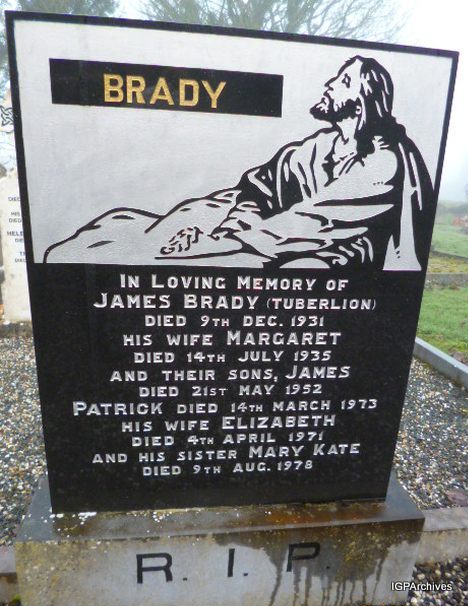 BRADY
IN LOVING MEMORY OF
JAMES BRADY (TUBERLION)
DIED 9TH DEC. 1931
HIS WIFE MARGARET
DIED 14TH JULY 1935
AND THEIR SONS, JAMES
DIED 21ST MAY 1952
PATRICK DIED 14TH MARCH 1973
HIS WIFE ELIZABETH
DIED 4TH APRIL 1971
AND HIS SISTER MARY KATE
DIED 9TH AUG. 1978
R. I. P.
IGPArchives